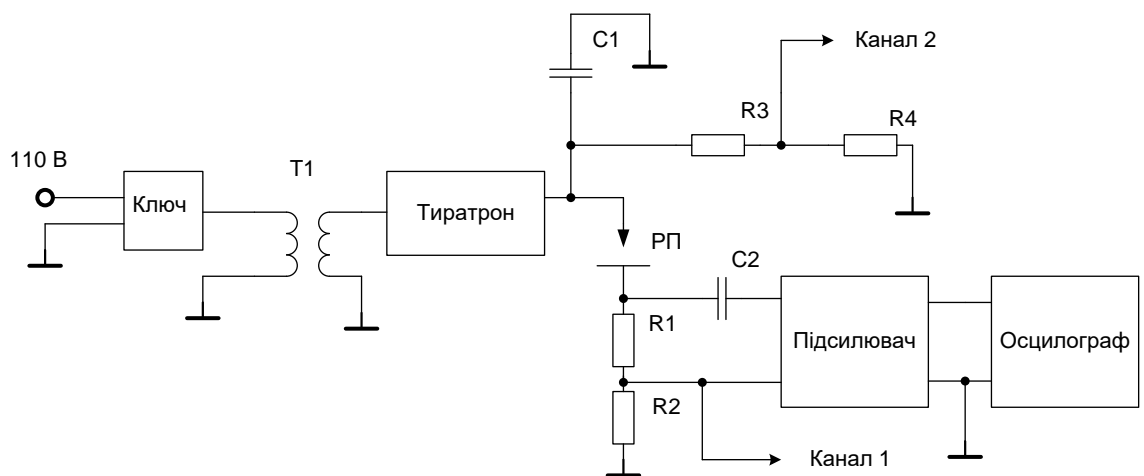 C1
Канал 2
R3
R4
110 В
T1
Ключ
Тиратрон
РП
C2
R1
Підсилювач
Осцилограф
R2
Канал 1